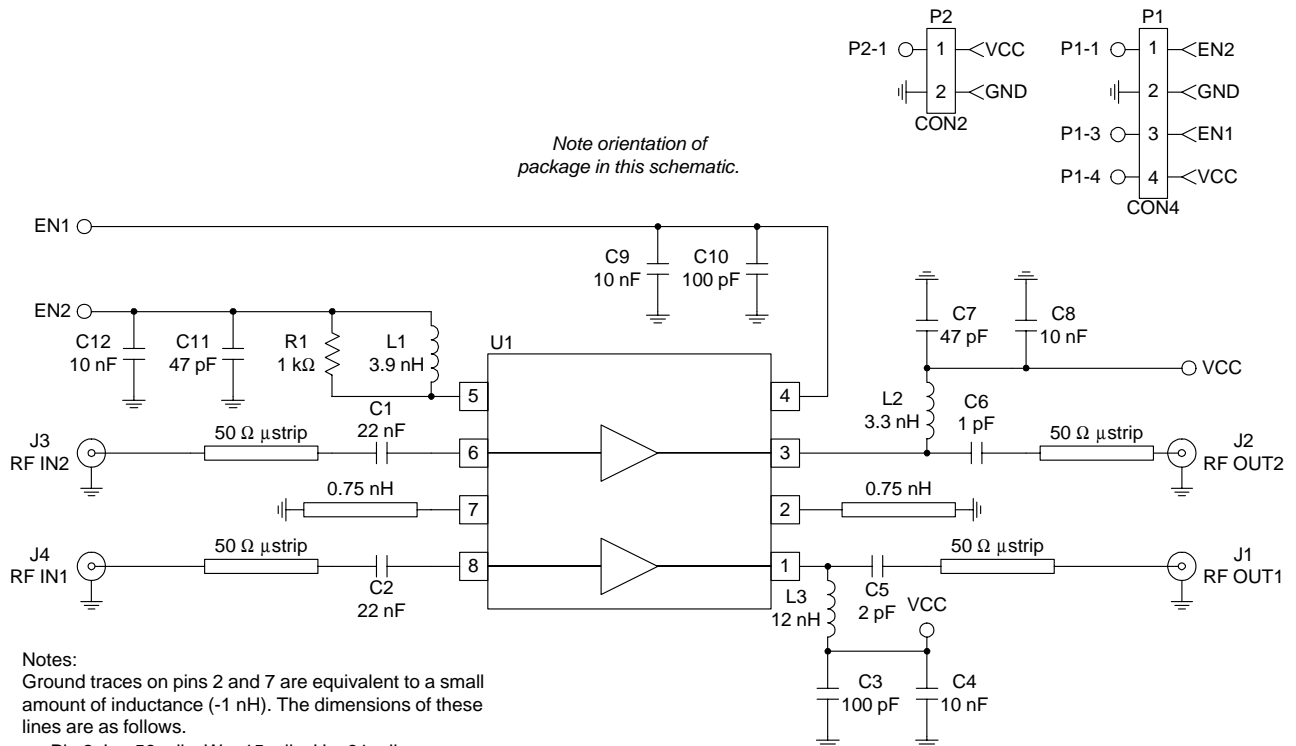 P2
P1
P2-1 1 VCC
P1-1 1 EN2
2 GND
2 GND
CON2
P1-3 3 EN1
P1-4 4 VCC
CON4
Note orientation of
package in this schematic.
EN1
C9
10 nF
C10
100 pF
EN2
C12
10 nF
C11
47 pF
R1
1 kΩ
L1
3.9 nH
U1
C7
47 pF
C8
10 nF
VCC
5
4
L2
3.3 nH
C6
1 pF
C1
22 nF
J3
RF IN2
50 Ω µstrip
6
3
50 Ω µstrip
J2
RF OUT2
0.75 nH
7
2
0.75 nH
J4
RF IN1
50 Ω µstrip
C2
22 nF
8
1
C5
2 pF
50 Ω µstrip
J1
RF OUT1
L3
12 nH
VCC
C3
100 pF
C4
10 nF
Notes:
Ground traces on pins 2 and 7 are equivalent to a small
amount of inductance (-1 nH). The dimensions of these
lines are as follows.